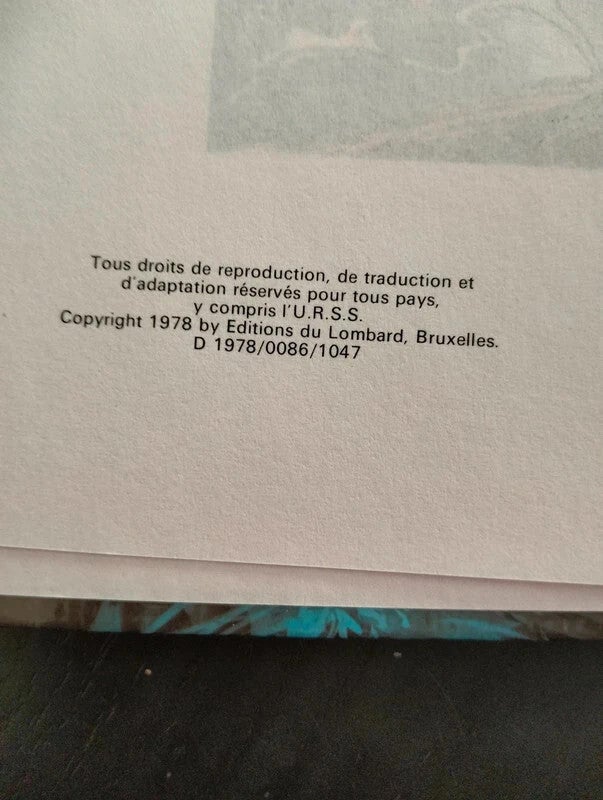 Tous droits de reproduction, de traduction et
d'adaptation réservés pour tous pays,
y compris l'U.R.S.S.
Copyright 1978 by Editions du Lombard, Bruxelles.
D 1978/0086/1047